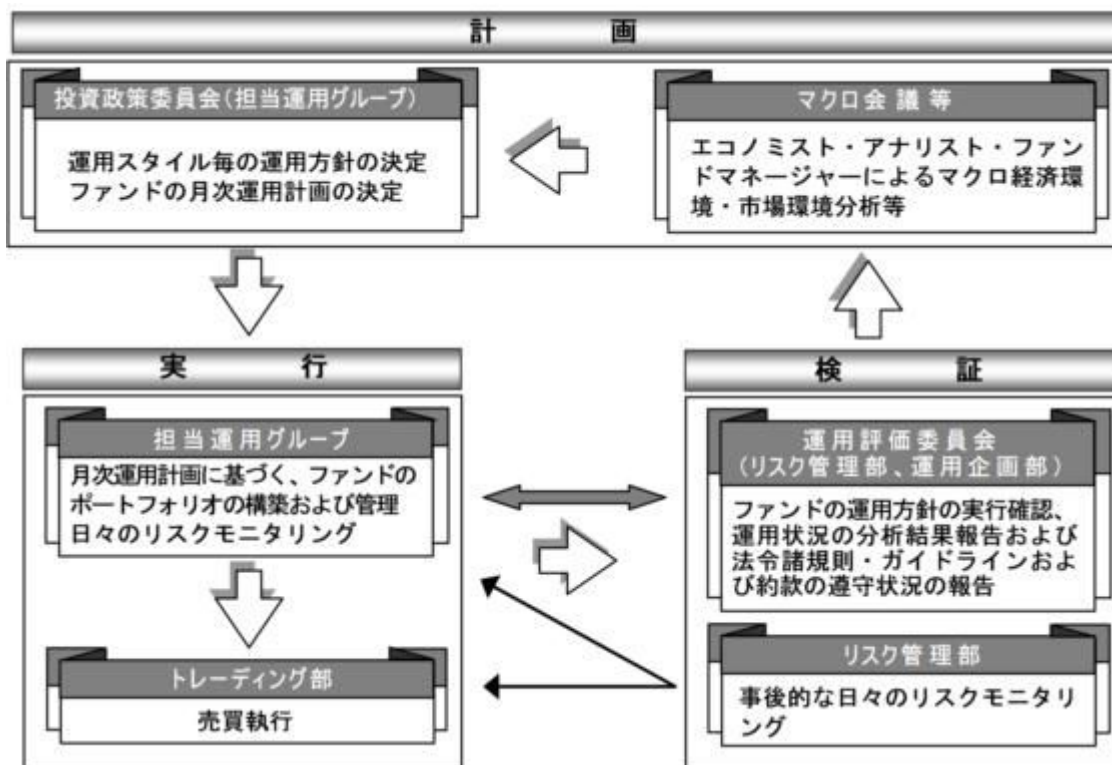 計画
投資政策委員会(担当運用グループ)
運用スタイル毎の運用方針の決定
ファンドの月次運用計画の決定
マクロ会議等
エコノミスト・アナリスト・ファン
ドマネージャーによるマクロ経済環
境・市場環境分析等
実行
担当運用グループ
月次運用計画に基づく、ファンドの
ポートフォリオの構築および管理
日々のリスクモニタリング
トレーディング部
売買執行
検証
運用評価委員会
(リスク管理部、運用企画部)
ファンドの運用方針の実行確認、
運用状況の分析結果報告および
法令諸規則・ガイドラインおよ
び約款の遵守状況の報告
リスク管理部
事後的な日々のリスクモニタリ
ング